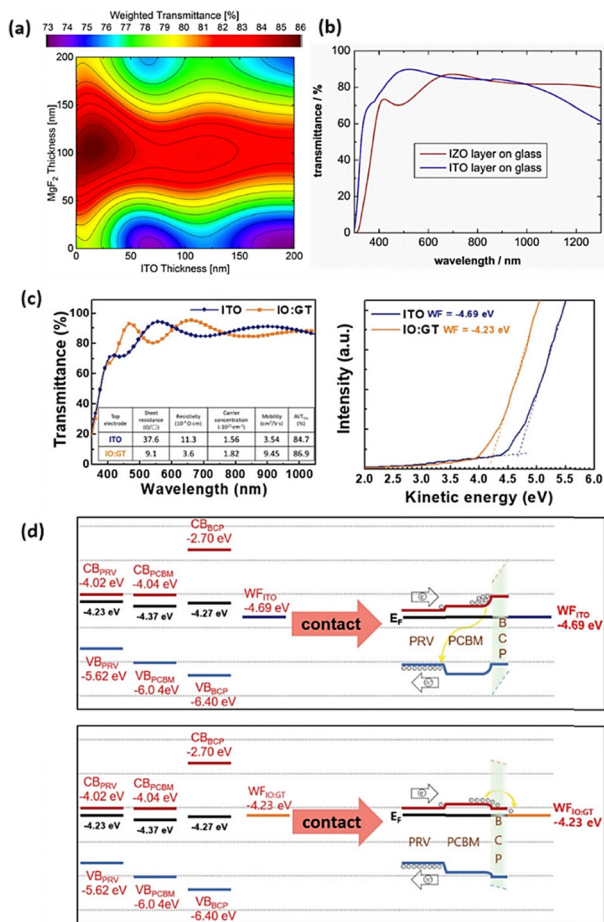 (a)
Weighted Transmittance [%]
73 74 75 76 77 78 79 80 81 82 83 84 85 86
MgF2 Thickness [nm]
200
150
100
50
0
0 50 100 150 200
ITO Thickness [nm]
(b)
transmittance / %
100
80
60
40
20
0
IZO layer on glass
ITO layer on glass
400 600 800 1000 1200
wavelength / nm
(c)
Transmittance (%)
100
80
60
40
20
0
ITO IO:GT
Top electrode Sheet resistance (Ω/□) Resistivity Carrier concentration Mobility (cm²/V·s)
ITO 37.6 11.3 1.56 3.54 84.7
IO:GT 9.1 3.6 1.82 9.45 86.9
400 500 600 700 800 900 1000
Wavelength (nm)
Intensity (a.u.)
ITO WF = -4.69 eV
IO:GT WF = -4.23 eV
2.0 2.5 3.0 3.5 4.0 4.5 5.0 5.5 6.0
Kinetic energy (eV)
(d)
CBBCP
-2.70 eV
CBPRV
-4.02 eV
CBPCBM
-4.04 eV
-4.23 eV
-4.37 eV
-4.27 eV
WFITO
-4.69 eV
VBPRV
-5.62 eV
VBPCBM
-6.0 4eV
VBBCP
-6.40 eV
contact
EF
PRV PCBM
B
C
P
WFITO
-4.69 eV
CBBCP
-2.70 eV
CBPRV
-4.02 eV
CBPCBM
-4.04 eV
-4.23 eV
-4.37 eV
-4.27 eV
WFIO:GT
-4.23 eV
VBPRV
-5.62 eV
VBPCBM
-6.0 4eV
VBBCP
-6.40 eV
contact
EF
PRV PCBM
B
C
P
WFIO:GT
-4.23 eV